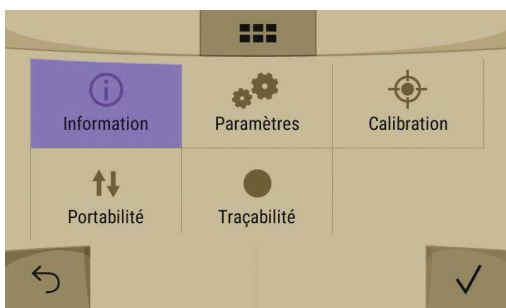 Information
Paramètres
Calibration
Portabilité
Traçabilité